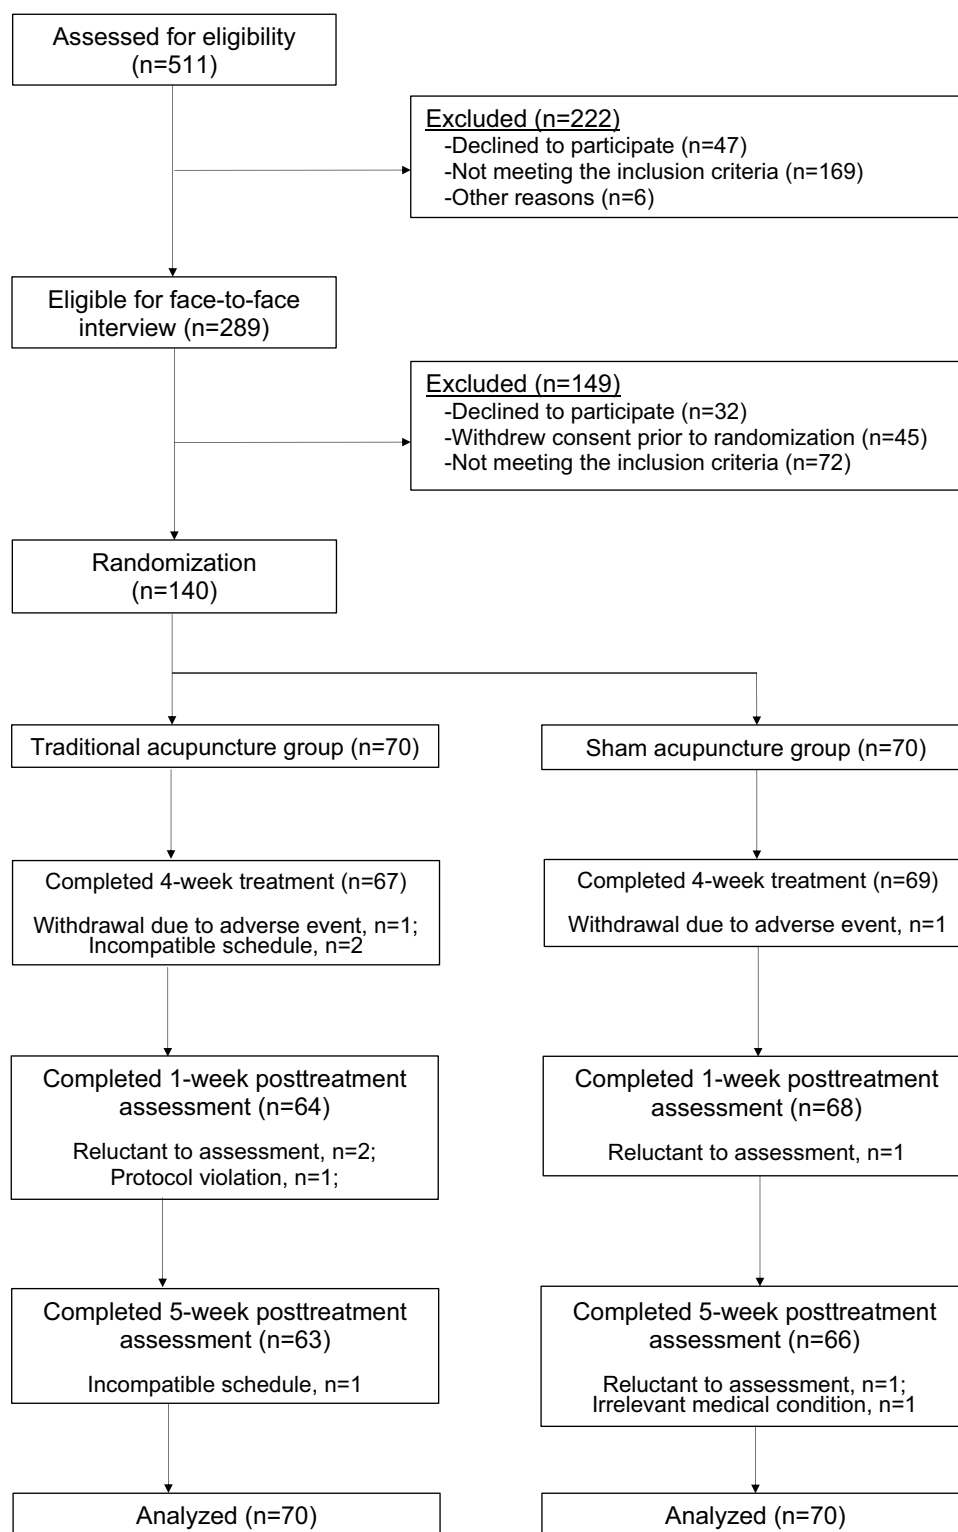 Assessed for eligibility
(n=511)
Excluded (n=222)
-Declined to participate (n=47)
-Not meeting the inclusion criteria (n=169)
-Other reasons (n=6)
Eligible for face-to-face
interview (n=289)
Excluded (n=149)
-Declined to participate (n=32)
-Withdrew consent prior to randomization (n=45)
-Not meeting the inclusion criteria (n=72)
Randomization
(n=140)
Traditional acupuncture group (n=70)
Sham acupuncture group (n=70)
Completed 4-week treatment (n=67)
Withdrawal due to adverse event, n=1;
Incompatible schedule, n=2
Completed 4-week treatment (n=69)
Withdrawal due to adverse event, n=1
Completed 1-week posttreatment
assessment (n=64)
Reluctant to assessment, n=2;
Protocol violation, n=1;
Completed 1-week posttreatment
assessment (n=68)
Reluctant to assessment, n=1
Completed 5-week posttreatment
assessment (n=63)
Incompatible schedule, n=1
Completed 5-week posttreatment
assessment (n=66)
Reluctant to assessment, n=1;
Irrelevant medical condition, n=1
Analyzed (n=70)
Analyzed (n=70)